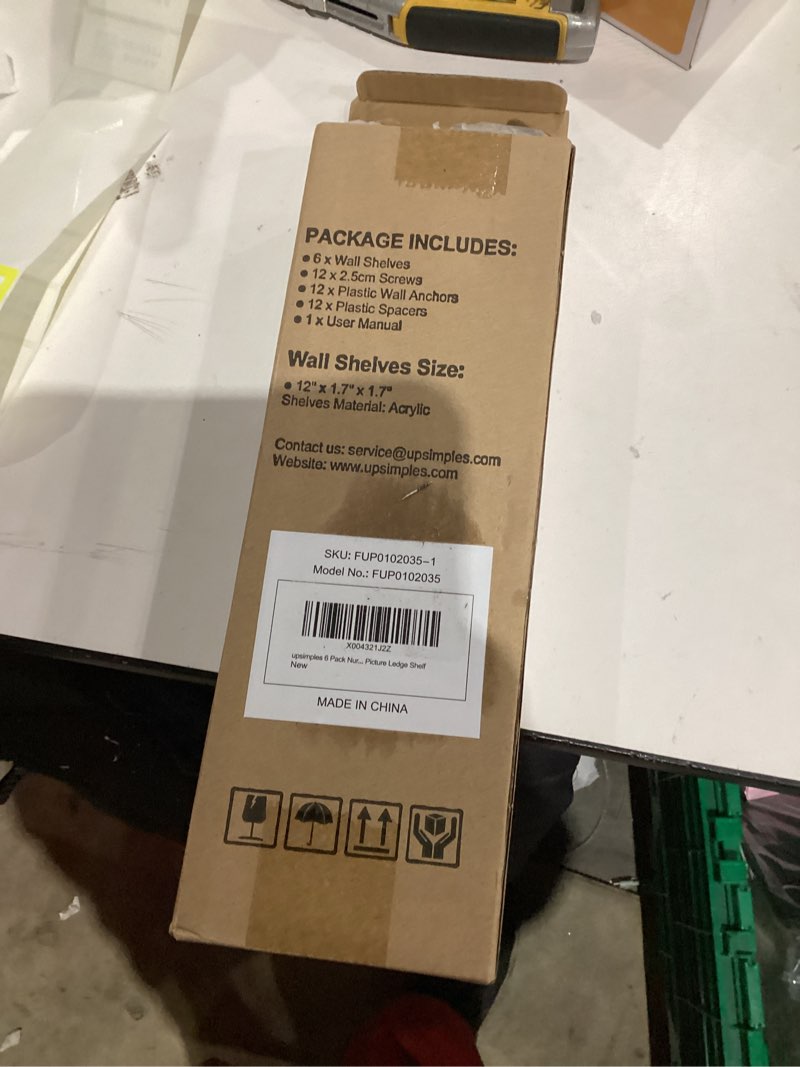 PACKAGE INCLUDES:
● 6 x Wall Shelves
● 12 x 2.5cm Screws
● 12 x Plastic Wall Anchors
● 12 x Plastic Spacers
● 1 x User Manual
Wall Shelves Size:
● 12" x 1.7" x 1.7"
Shelves Material: Acrylic
Contact us: service@upsimples.com
Website: www.upsimples.com
SKU: FUP0102035-1
Model No.: FUP0102035
X004321J2Z
upsimples 6 Pack Nur... Picture Ledge Shelf
New
MADE IN CHINA